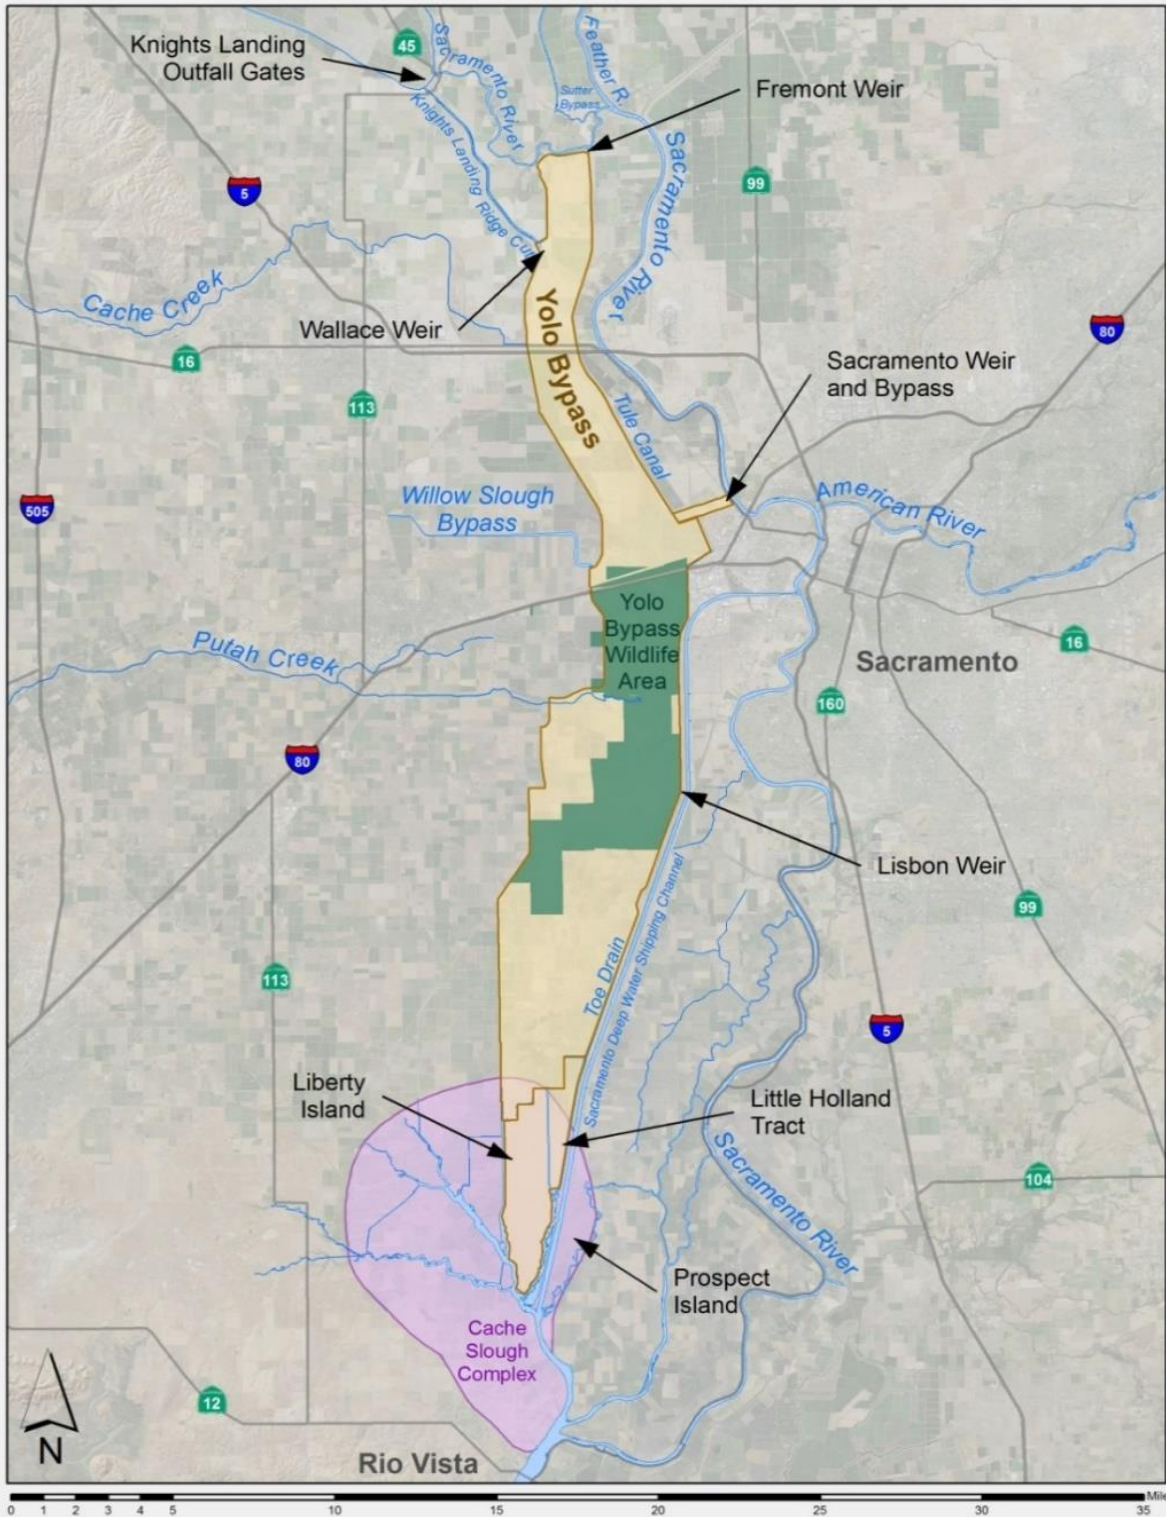 Knights Landing
Outfall Gates
45
Sacramento River
Feather R.
Sutter
Bypass
Fremont Weir
Knights Landing Ridge Cut
Sacramento River
99
5
Cache Creek
Wallace Weir
Yolo Bypass
80
16
Sacramento Weir
and Bypass
113
Tule Canal
505
Willow Slough
Bypass
American River
Yolo
Bypass
Wildlife
Area
16
Putah Creek
Sacramento
160
80
Lisbon Weir
99
Toe Drain
Sacramento Deep Water Shipping Channel
113
5
Liberty
Island
Little Holland
Tract
Sacramento River
104
Prospect
Island
Cache
Slough
Complex
12
N
Rio Vista
0 1 2 3 4 5 10 15 20 25 30 35